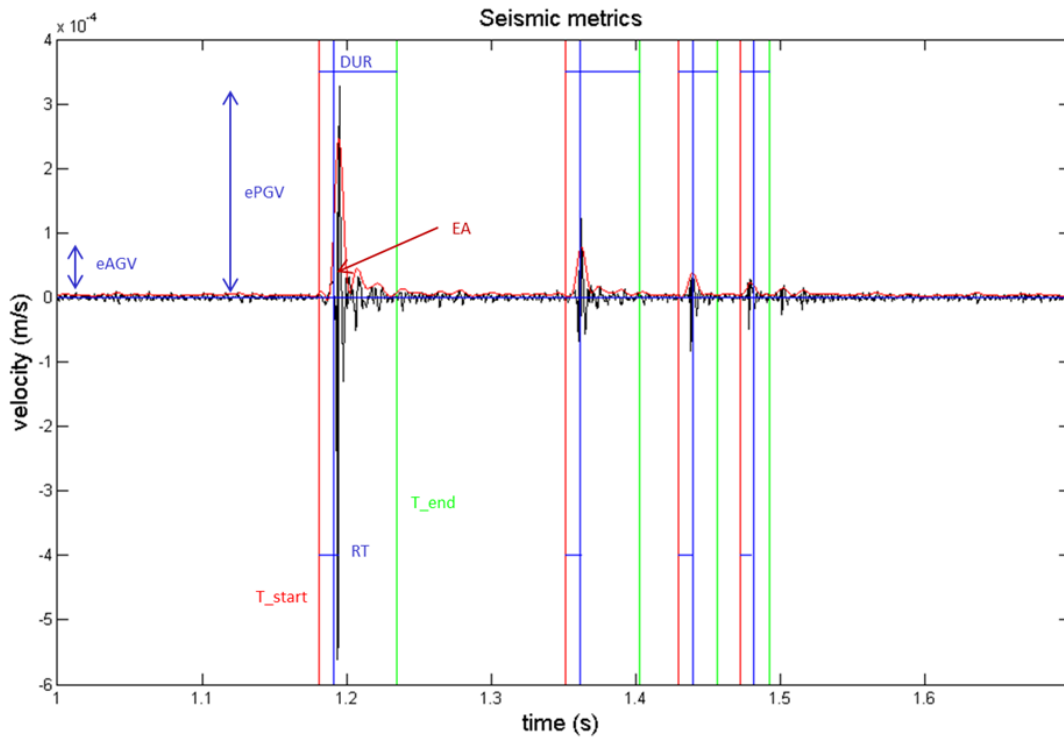 Seismic metrics
× 10⁻⁴
4
DUR
3
ePGV
2
EA
1
eAGV
0
velocity (m/s)
-1
-2
-3
T_end
-4
RT
T_start
-5
-6
1 1.1 1.2 1.3 1.4 1.5 1.6
time (s)